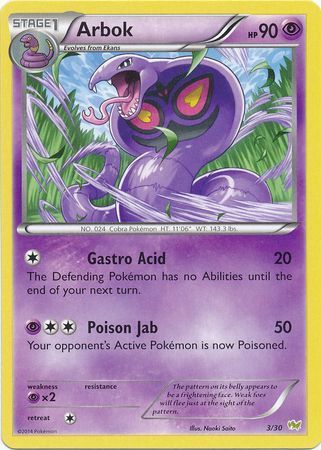 STAGE1
Arbok
HP 90
Evolves from Ekans
NO. 024 Cobra Pokémon HT: 11'06" WT: 143.3 lbs.
Gastro Acid 20
The Defending Pokémon has no Abilities until the
end of your next turn.
Poison Jab 50
Your opponent's Active Pokémon is now Poisoned.
weakness resistance
×2
retreat
The pattern on its belly appears to
be a frightening face. Weak foes
will flee just at the sight of the
pattern.
©2014 Pokémon
Illus. Naoki Saito
3/30